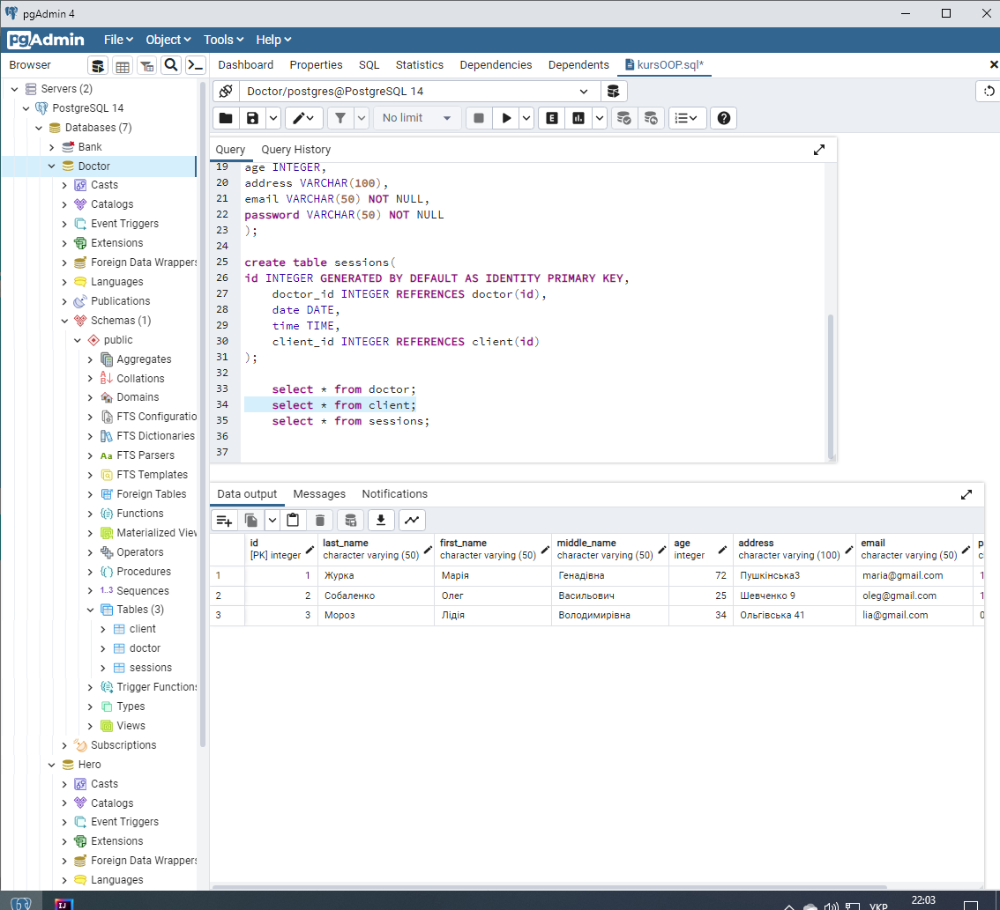 pgAdmin 4
pgAdmin File Object Tools Help
Browser
Dashboard Properties SQL Statistics Dependencies Dependents kursOOP.sql*
Servers (2)
PostgreSQL 14
Databases (7)
Bank
Doctor
Casts
Catalogs
Event Triggers
Extensions
Foreign Data Wrappers
Languages
Publications
Schemas (1)
public
Aggregates
Collations
Domains
FTS Configuratio
FTS Dictionaries
Aa FTS Parsers
FTS Templates
Foreign Tables
Functions
Materialized View
Operators
Procedures
1..3 Sequences
Tables (3)
client
doctor
sessions
Trigger Functions
Types
Views
Subscriptions
Hero
Casts
Catalogs
Event Triggers
Extensions
Foreign Data Wrappers
Languages
Doctor/postgres@PostgreSQL 14
No limit
E
Query Query History
19 age INTEGER,
20 address VARCHAR(100),
21 email VARCHAR(50) NOT NULL,
22 password VARCHAR(50) NOT NULL
23 );
24
25 create table sessions(
26 id INTEGER GENERATED BY DEFAULT AS IDENTITY PRIMARY KEY,
27 doctor_id INTEGER REFERENCES doctor(id),
28 date DATE,
29 time TIME,
30 client_id INTEGER REFERENCES client(id)
31 );
32
33 select * from doctor;
34 select * from client;
35 select * from sessions;
36
37
Data output Messages Notifications
id last_name first_name middle_name age address email p
[PK] integer character varying (50) character varying (50) character varying (50) integer character varying (100) character varying (50) c
1 1 Журка Марія Генадівна 72 Пушкінська3 maria@gmail.com 1
2 2 Собаленко Олег Васильович 25 Шевченко 9 oleg@gmail.com 1
3 3 Мороз Лідія Володимирівна 34 Ольгівська 41 lia@gmail.com 0
IJ
УКР
22:03